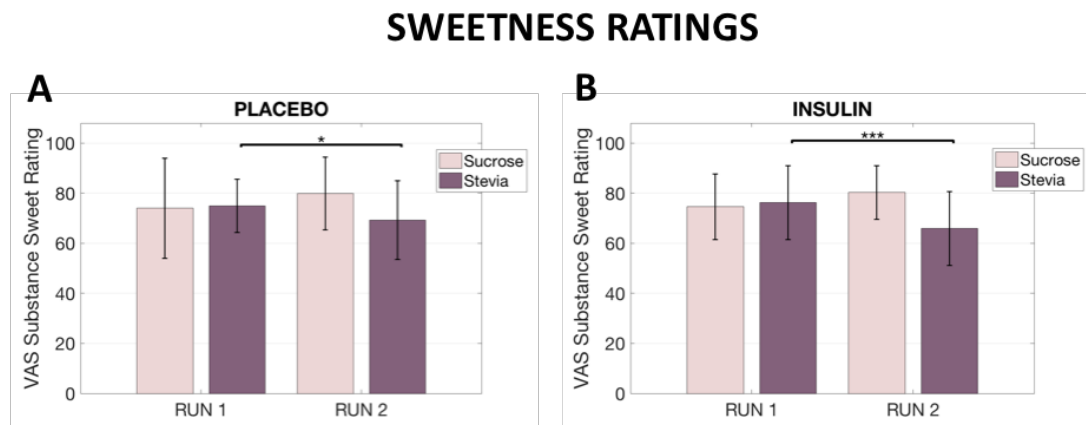 SWEETNESS RATINGS
A
PLACEBO
VAS Substance Sweet Rating
100
80
60
40
20
0
*
Sucrose
Stevia
RUN 1
RUN 2
B
INSULIN
VAS Substance Sweet Rating
100
80
60
40
20
0
***
Sucrose
Stevia
RUN 1
RUN 2